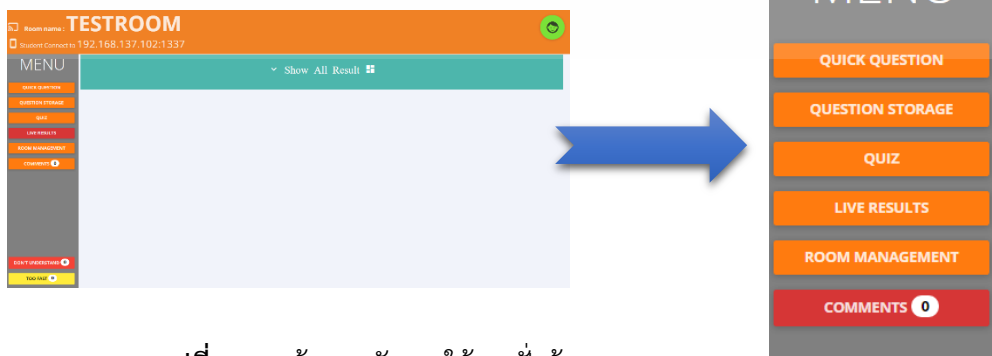 Room name : TESTROOM
Student Connect to 192.168.137.102:1337
MENU
Show All Result
QUICK QUESTION
QUESTION STORAGE
QUIZ
LIVE RESULTS
ROOM MANAGEMENT
COMMENTS 0
DON'T UNDERSTAND 0
TOO FAST 0
MENU
QUICK QUESTION
QUESTION STORAGE
QUIZ
LIVE RESULTS
ROOM MANAGEMENT
COMMENTS 0